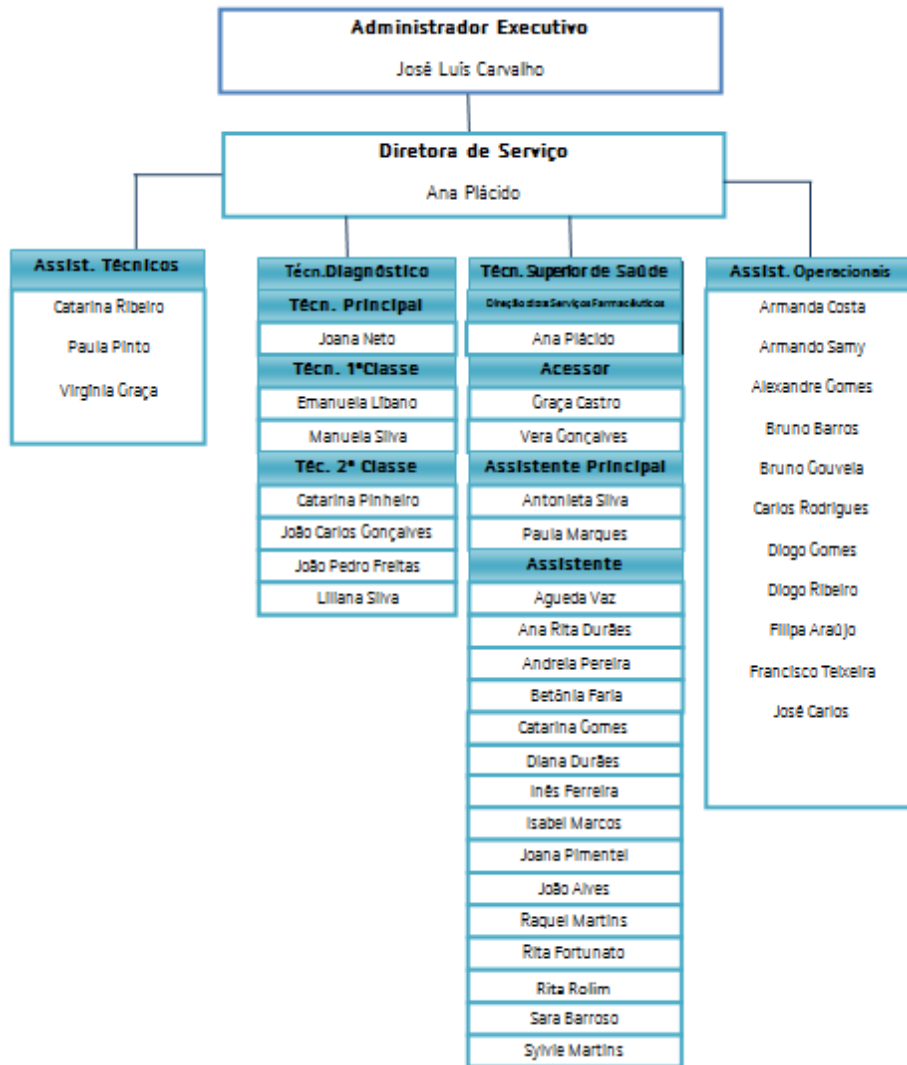 Administrador Executivo
José Luís Carvalho
Diretora de Serviço
Ana Plácido
Assist. Técnicos
Catarina Ribeiro
Paula Pinto
Virgínia Graça
Técn.Diagnóstico
Técn. Principal
Joana Neto
Técn. 1ªClasse
Emanuela Líbano
Manuela Silva
Téc. 2ª Classe
Catarina Pinheiro
João Carlos Gonçalves
João Pedro Freitas
Liliana Silva
Técn. Superior de Saúde
Direção dos Serviços Farmacêuticos
Ana Plácido
Acessor
Graça Castro
Vera Gonçalves
Assistente Principal
Antonieta Silva
Paula Marques
Assistente
Agueda Vaz
Ana Rita Durães
Andreia Pereira
Betânia Faria
Catarina Gomes
Diana Durães
Inês Ferreira
Isabel Marcos
Joana Pimentel
João Alves
Raquel Martins
Rita Fortunato
Rita Rolim
Sara Barroso
Sylvie Martins
Assist. Operacionais
Armanda Costa
Armando Samy
Alexandre Gomes
Bruno Barros
Bruno Gouveia
Carlos Rodrigues
Diogo Gomes
Diogo Ribeiro
Filipa Araújo
Francisco Teixeira
José Carlos